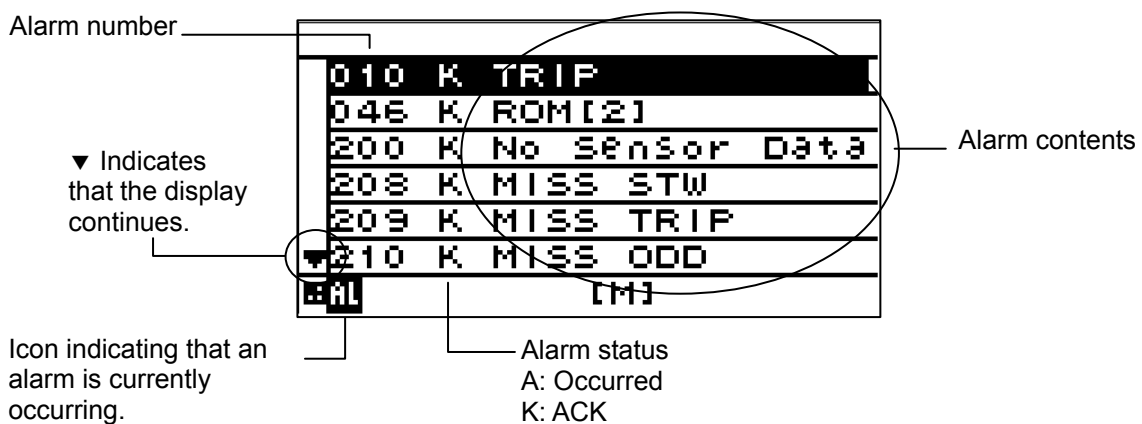 Alarm number
010 K TRIP
046 K ROM[2]
200 K No Sensor Data
208 K MISS STW
209 K MISS TRIP
▼210 K MISS ODD
AL [M]
Alarm contents
▼ Indicates
that the display
continues.
Icon indicating that an
alarm is currently
occurring.
Alarm status
A: Occurred
K: ACK